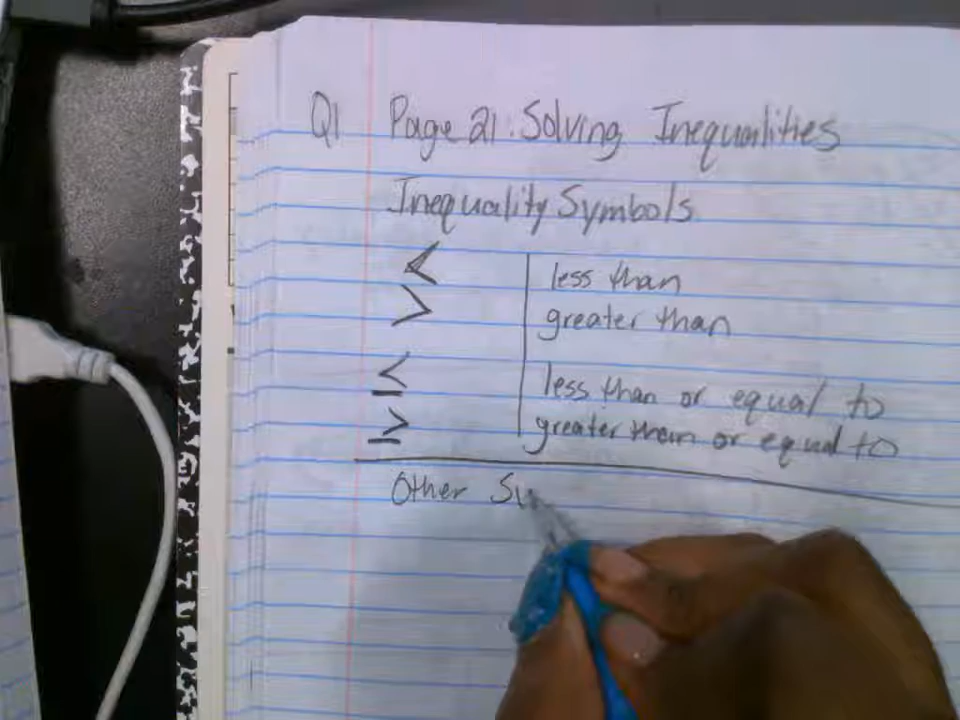 Q1 Page 21: Solving Inequalities
Inequality Symbols
< less than
> greater than
≤ less than or equal to
≥ greater than or equal to
Other